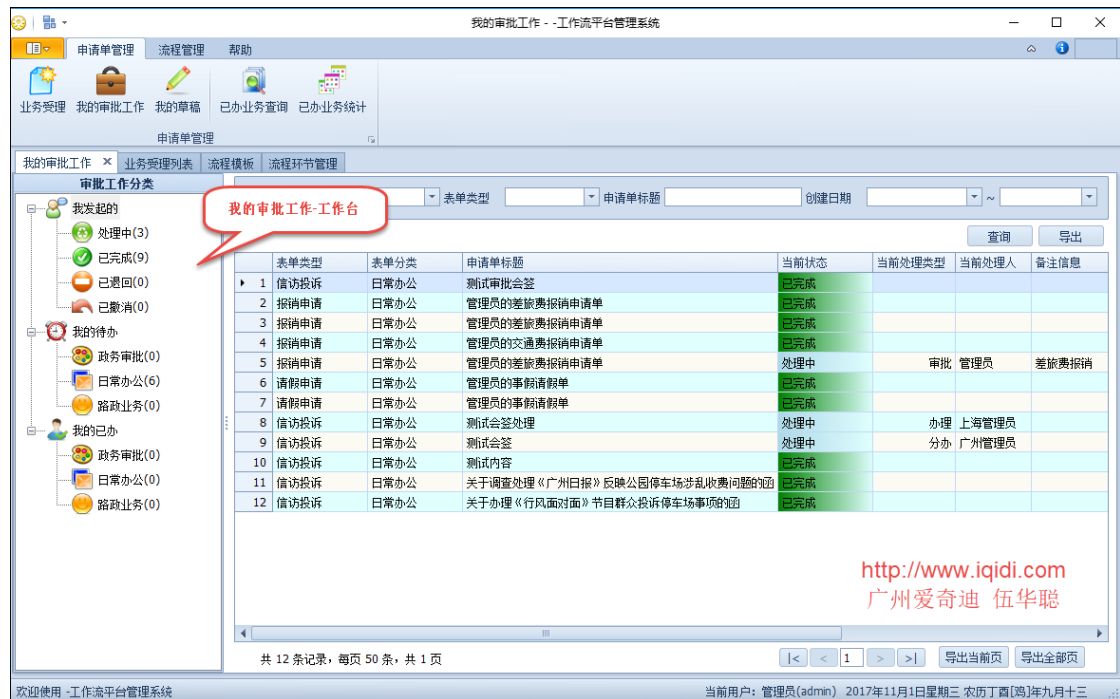 我的审批工作 - -工作流平台管理系统
申请单管理 流程管理 帮助
业务受理 我的审批工作 我的草稿 已办业务查询 已办业务统计
申请单管理
我的审批工作 业务受理列表 流程模板 流程环节管理
审批工作分类
我发起的
处理中(3)
已完成(9)
已退回(0)
已撤消(0)
我的待办
政务审批(0)
日常办公(6)
路政业务(0)
我的已办
政务审批(0)
日常办公(0)
路政业务(0)
我的审批工作-工作台
表单类型 申请单标题 创建日期 ~
查询 导出
表单类型 表单分类 申请单标题 当前状态 当前处理类型 当前处理人 备注信息
1 信访投诉 日常办公 测试审批会签 已完成
2 报销申请 日常办公 管理员的差旅费报销申请单 已完成
3 报销申请 日常办公 管理员的差旅费报销申请单 已完成
4 报销申请 日常办公 管理员的交通费报销申请单 已完成
5 报销申请 日常办公 管理员的差旅费报销申请单 处理中 审批 管理员 差旅费报销
6 请假申请 日常办公 管理员的事假请假单 已完成
7 请假申请 日常办公 管理员的事假请假单 已完成
8 信访投诉 日常办公 测试会签处理 处理中 办理 上海管理员
9 信访投诉 日常办公 测试会签 处理中 分办 广州管理员
10 信访投诉 日常办公 测试内容 已完成
11 信访投诉 日常办公 关于调查处理《广州日报》反映公园停车场涉乱收费问题的函 已完成
12 信访投诉 日常办公 关于办理《行风面对面》节目群众投诉停车场事项的函 已完成
http://www.iqidi.com
广州爱奇迪 伍华聪
共 12 条记录，每页 50 条，共 1 页
|< < 1 > >| 导出当前页 导出全部页
欢迎使用 -工作流平台管理系统
当前用户：管理员(admin) 2017年11月1日星期三 农历丁酉[鸡]年九月十三